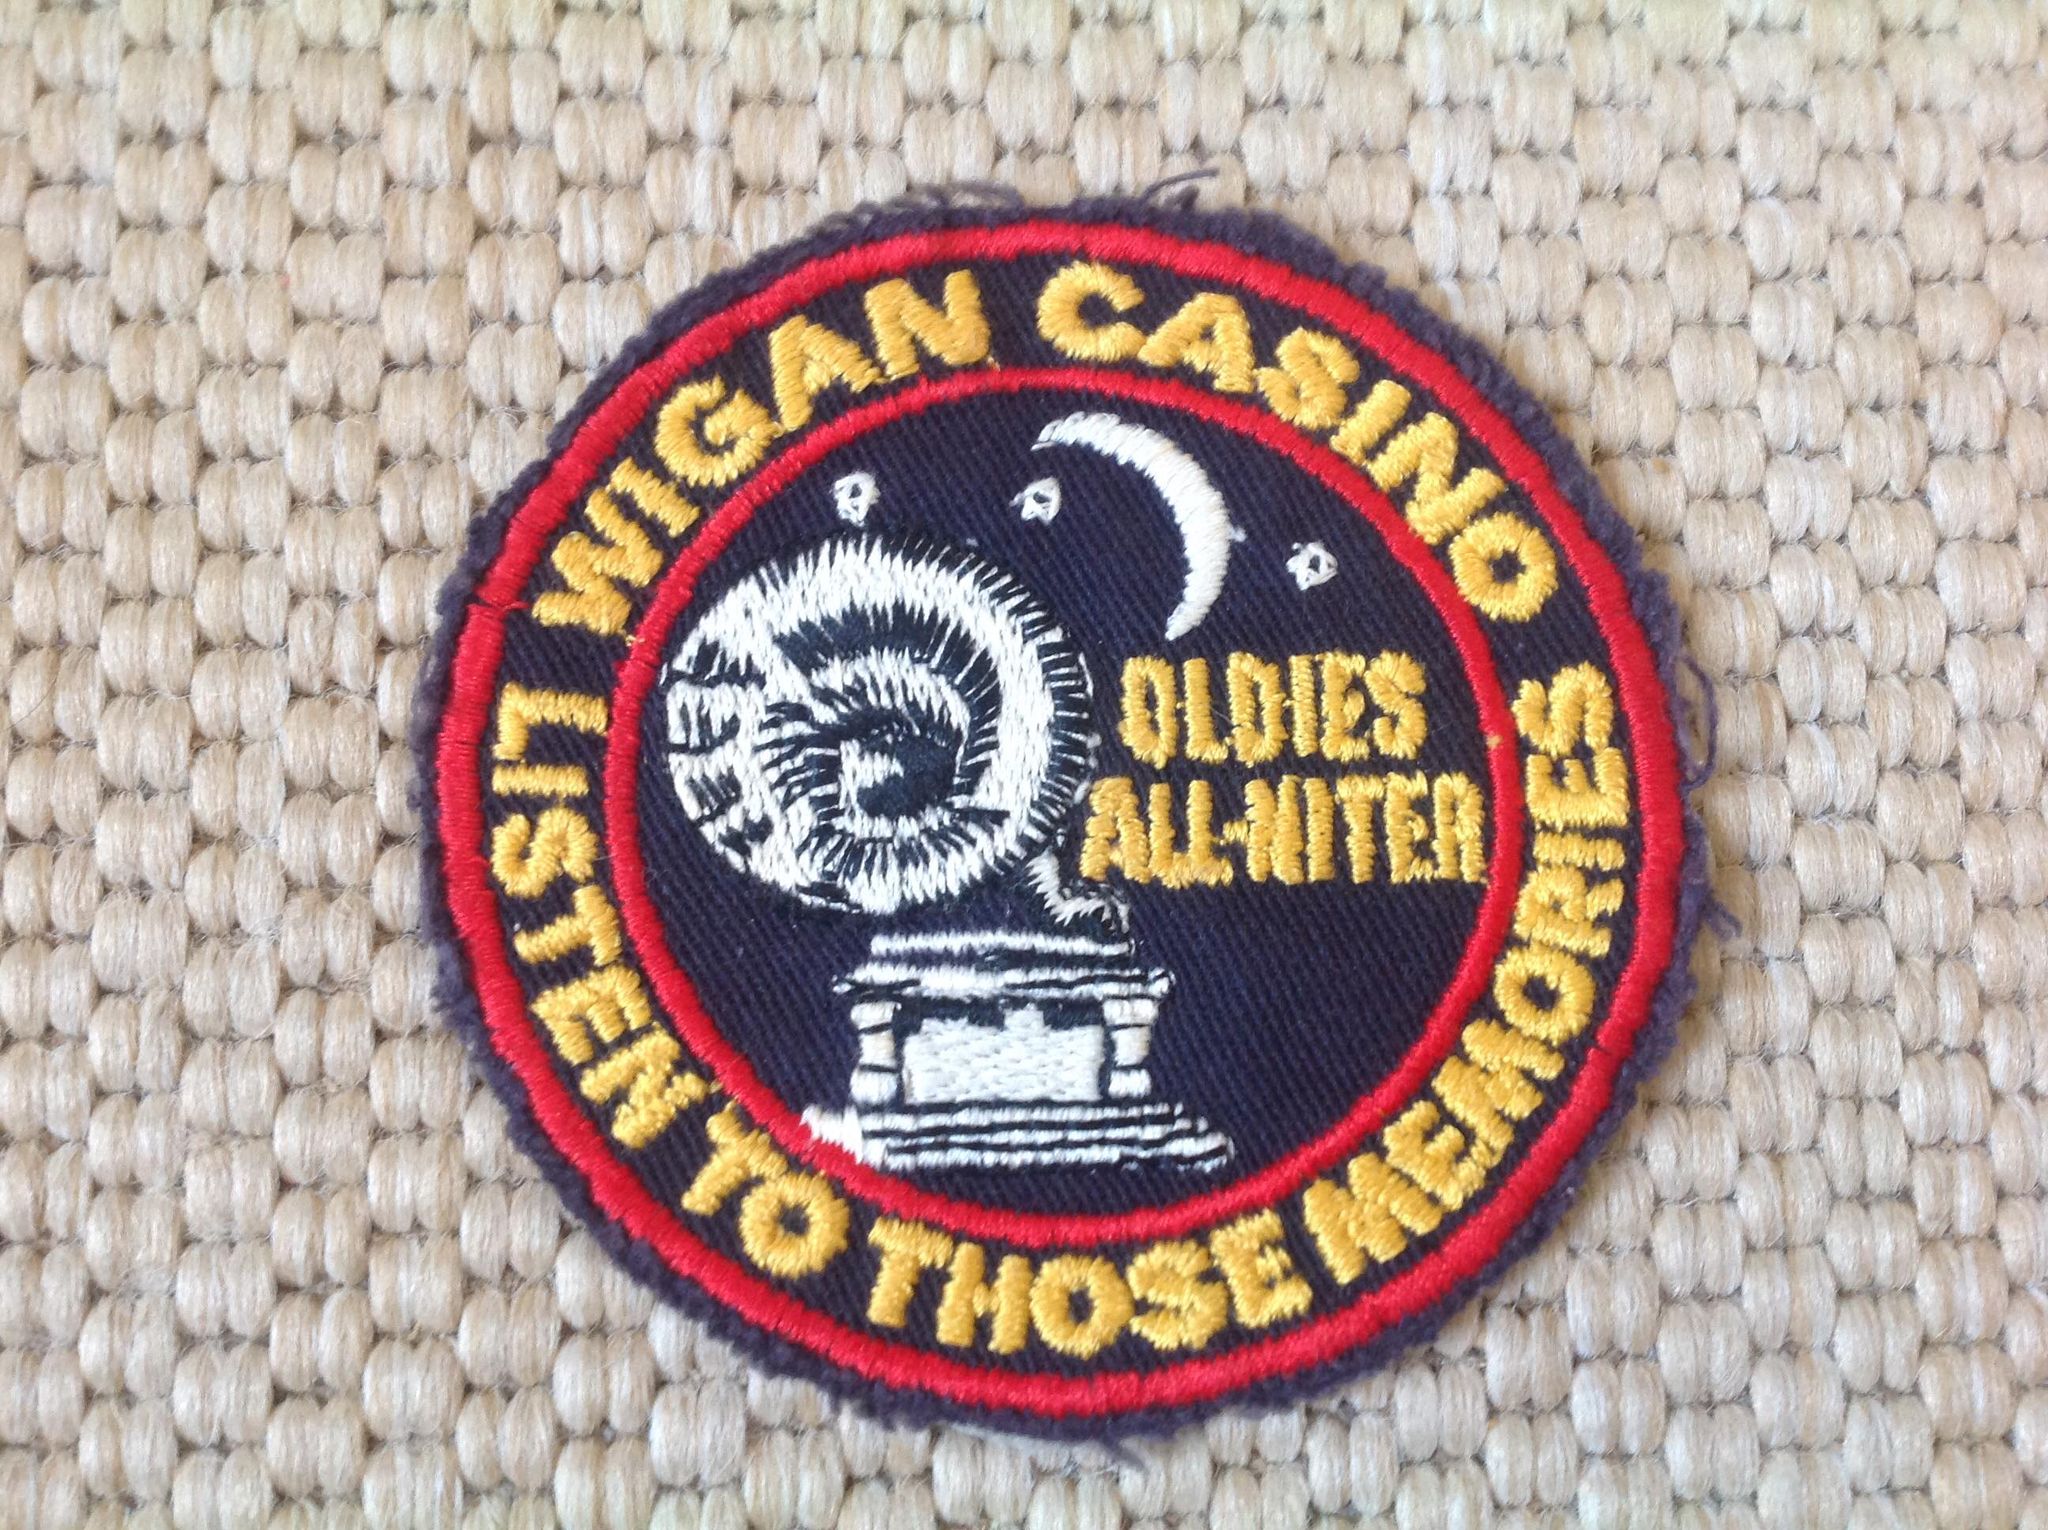 WIGAN CASINO
OLDIES
ALL-NITER
LISTEN TO THOSE MEMORIES